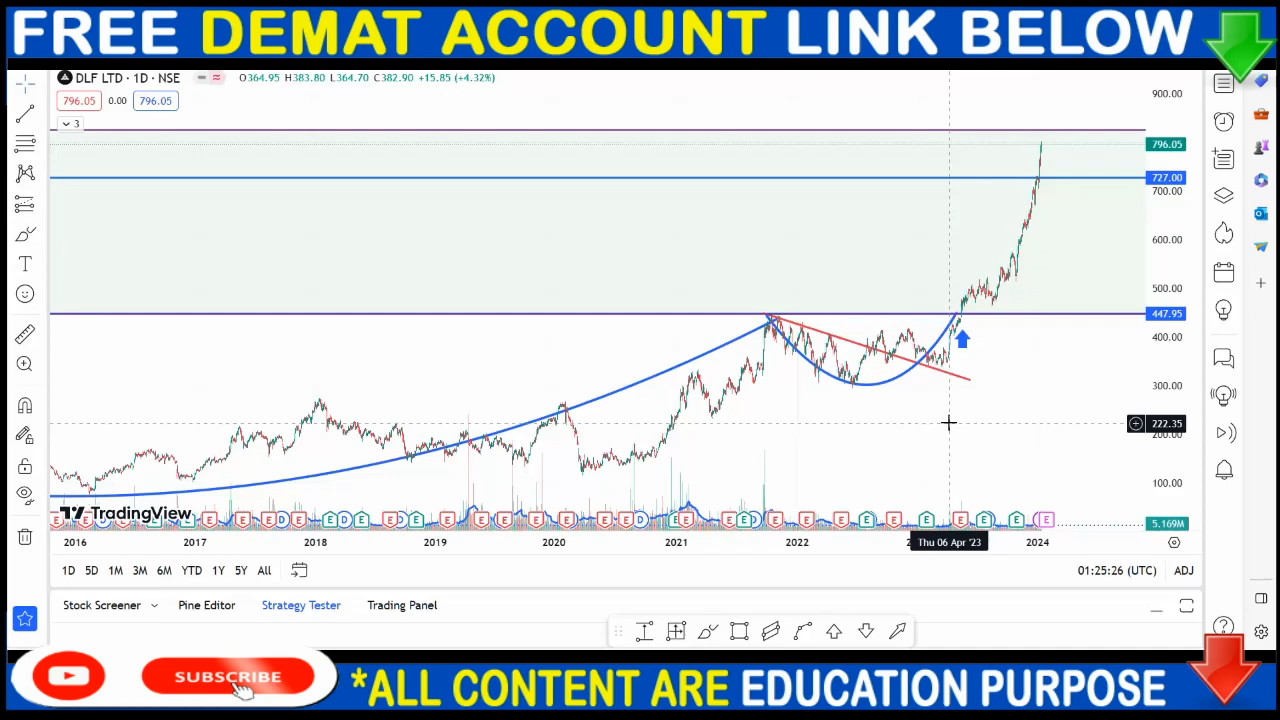 FREE DEMAT ACCOUNT LINK BELOW
DLF LTD · 1D · NSE
O364.95 H383.80 L364.70 C382.90 +15.85 (+4.32%)
796.05 0.00 796.05
3
900.00
796.05
727.00
700.00
600.00
500.00
447.95
400.00
300.00
222.35
200.00
100.00
TradingView
E E E E E D E E D E E D E E E E E E D E E E D E E E E E E E E E E
5.169M
2016 2017 2018 2019 2020 2021 2022 Thu 06 Apr '23 2024
1D 5D 1M 3M 6M YTD 1Y 5Y All
01:25:26 (UTC) ADJ
Stock Screener Pine Editor Strategy Tester Trading Panel
SUBSCRIBE
*ALL CONTENT ARE EDUCATION PURPOSE